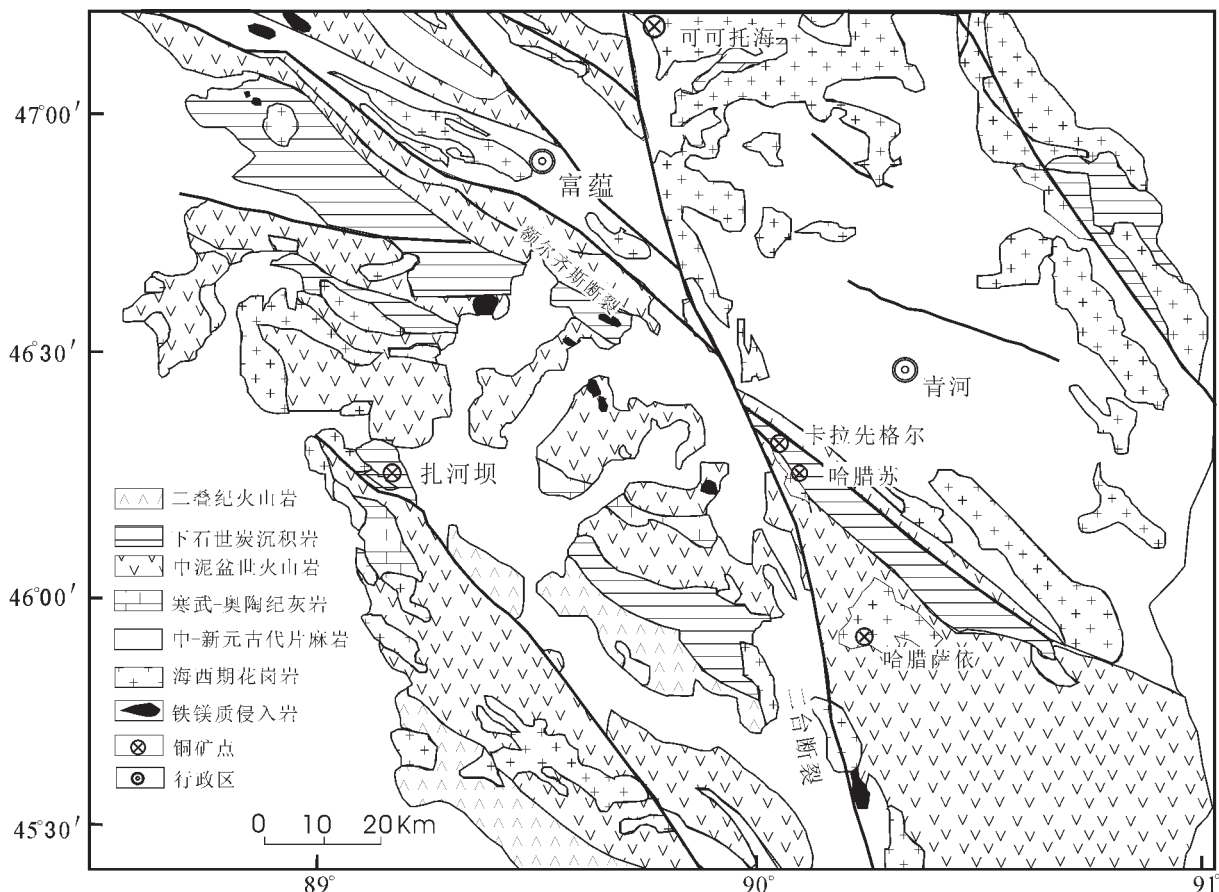 可可托海
47°00′
富蕴
额尔齐斯断裂
46°30′
青河
卡拉先格尔
哈腊苏
扎河坝
二叠纪火山岩
下石世炭沉积岩
中泥盆世火山岩
46°00′
寒武-奥陶纪灰岩
中-新元古代片麻岩
哈腊萨依
海西期花岗岩
铁镁质侵入岩
二台断裂
铜矿点
行政区
45°30′
0 10 20Km
89° 90° 91°